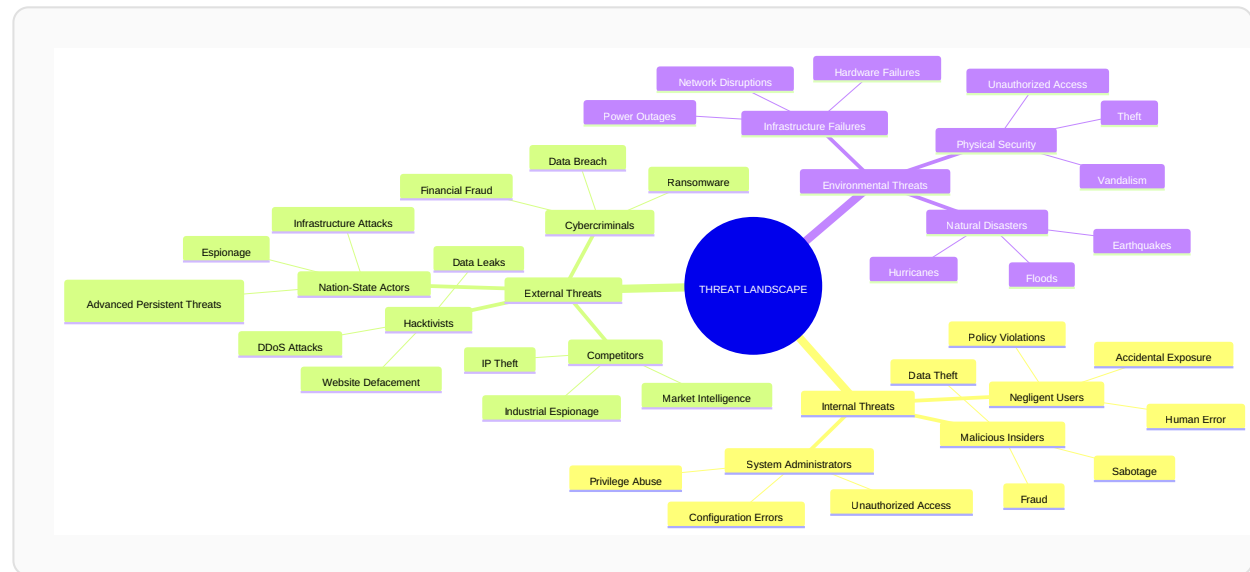 THREAT LANDSCAPE
External Threats
Nation-State Actors
Advanced Persistent Threats
Espionage
Infrastructure Attacks
Cybercriminals
Financial Fraud
Data Breach
Ransomware
Hacktivists
Data Leaks
DDoS Attacks
Website Defacement
Competitors
IP Theft
Industrial Espionage
Market Intelligence
Environmental Threats
Infrastructure Failures
Power Outages
Network Disruptions
Hardware Failures
Physical Security
Unauthorized Access
Theft
Vandalism
Natural Disasters
Earthquakes
Floods
Hurricanes
Internal Threats
Negligent Users
Policy Violations
Accidental Exposure
Human Error
Malicious Insiders
Data Theft
Sabotage
Fraud
System Administrators
Privilege Abuse
Configuration Errors
Unauthorized Access